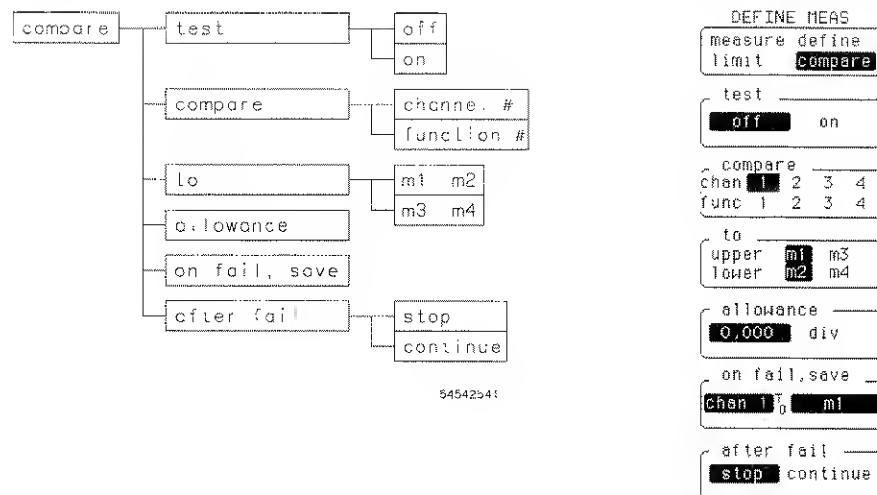 compare
test
off
on
compare
channel #
function #
to
m1 m2
m3 m4
allowance
on fail, save
after fail
stop
continue
54542541
DEFINE MEAS
measure define
limit compare
test
off on
compare
chan 1 2 3 4
func 1 2 3 4
to
upper m1 m3
lower m2 m4
allowance
0,000 div
on fail,save
chan 1 To m1
after fail
stop continue